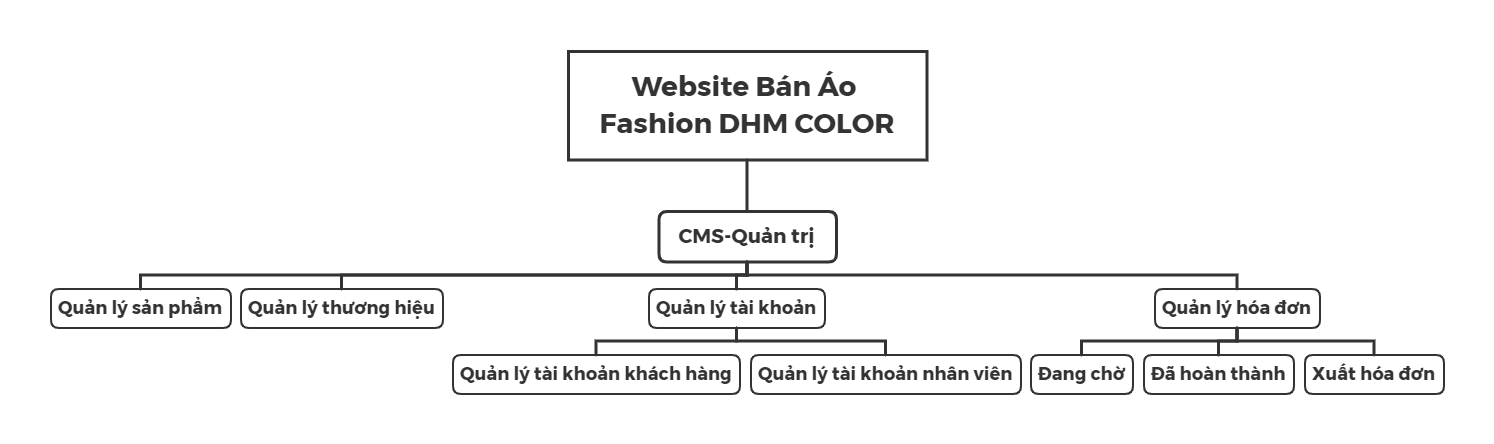 Website Bán Áo
Fashion DHM COLOR
CMS-Quản trị
Quản lý sản phẩm
Quản lý thương hiệu
Quản lý tài khoản
Quản lý hóa đơn
Quản lý tài khoản khách hàng
Quản lý tài khoản nhân viên
Đang chờ
Đã hoàn thành
Xuất hóa đơn